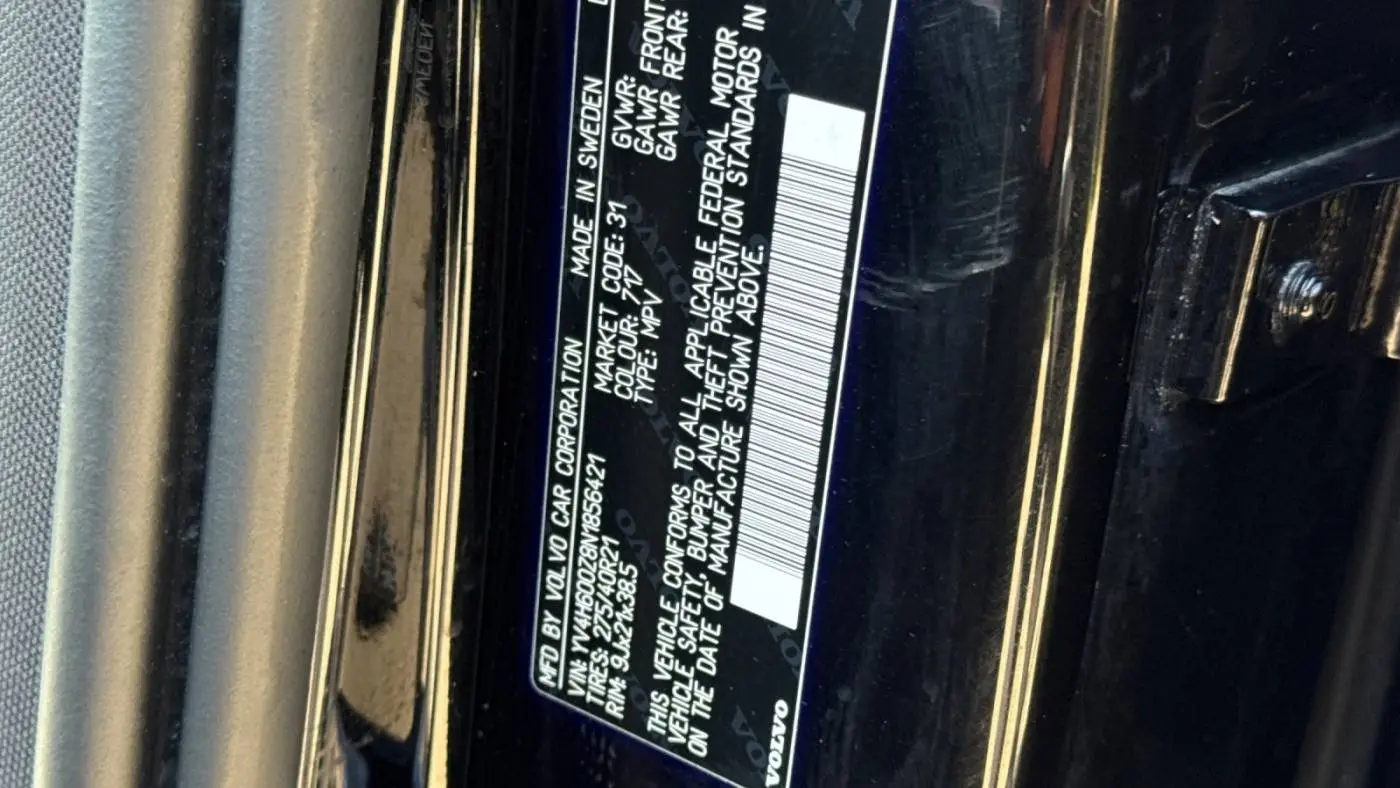 MFD BY VOLVO CAR CORPORATION MADE IN SWEDEN
VIN: YV4H600Z8N1856421 MARKET CODE: 31 GVWR:
TIRES: 275/40R21 COLOUR: 717 GAWR FRONT:
RIM: 9Jx21x38.5 TYPE: MPV GAWR REAR:
THIS VEHICLE CONFORMS TO ALL APPLICABLE FEDERAL MOTOR
VEHICLE SAFETY, BUMPER AND THEFT PREVENTION STANDARDS IN
ON THE DATE OF MANUFACTURE SHOWN ABOVE.
VOLVO